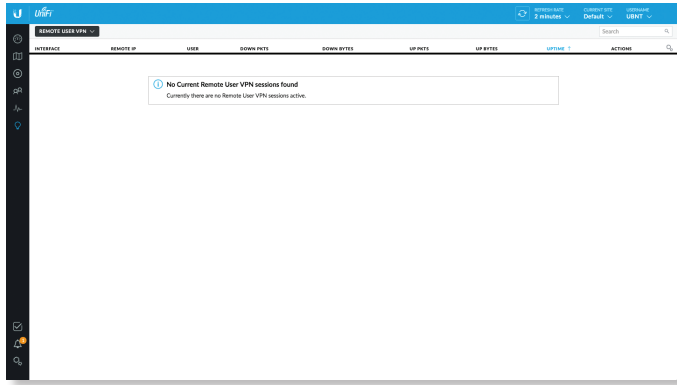 UniFi
REFRESH RATE
2 minutes
CURRENT SITE
Default
USERNAME
UBNT
REMOTE USER VPN
Search
INTERFACE REMOTE IP USER DOWN PKTS DOWN BYTES UP PKTS UP BYTES UPTIME ↑ ACTIONS
No Current Remote User VPN sessions found
Currently there are no Remote User VPN sessions active.